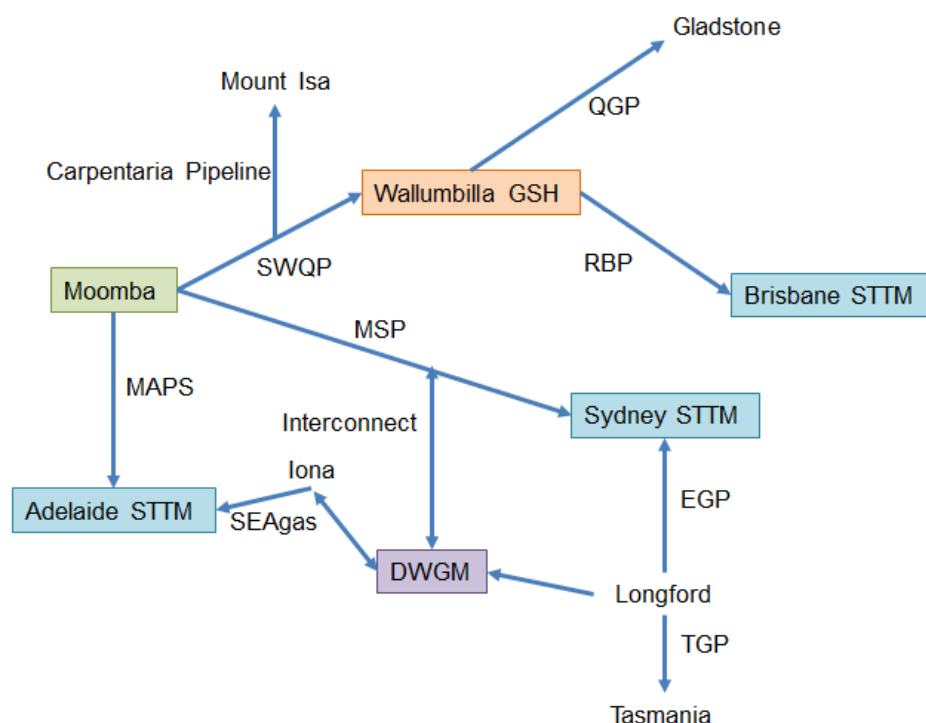 Gladstone
Mount Isa
QGP
Carpentaria Pipeline
Wallumbilla GSH
SWQP
RBP
Moomba
Brisbane STTM
MSP
MAPS
Sydney STTM
Interconnect
Iona
Adelaide STTM
SEAgas
EGP
DWGM
Longford
TGP
Tasmania